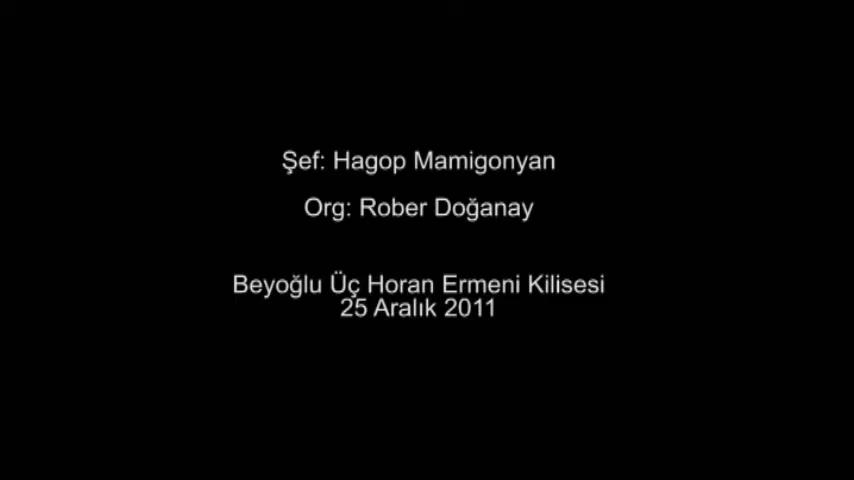 Şef: Hagop Mamigonyan
Org: Rober Doğanay
Beyoğlu Üç Horan Ermeni Kilisesi
25 Aralık 2011